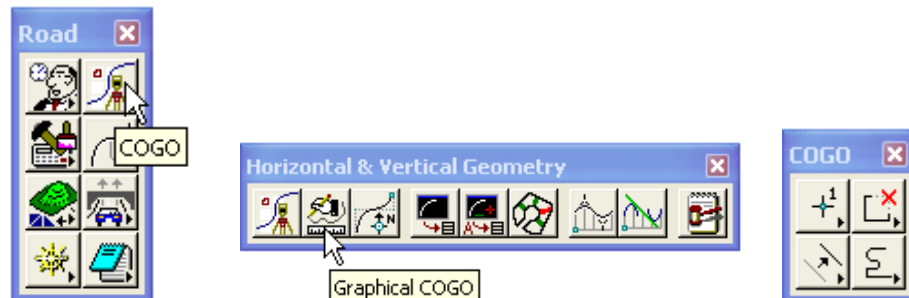 Road
COGO
Horizontal & Vertical Geometry
Graphical COGO
COGO